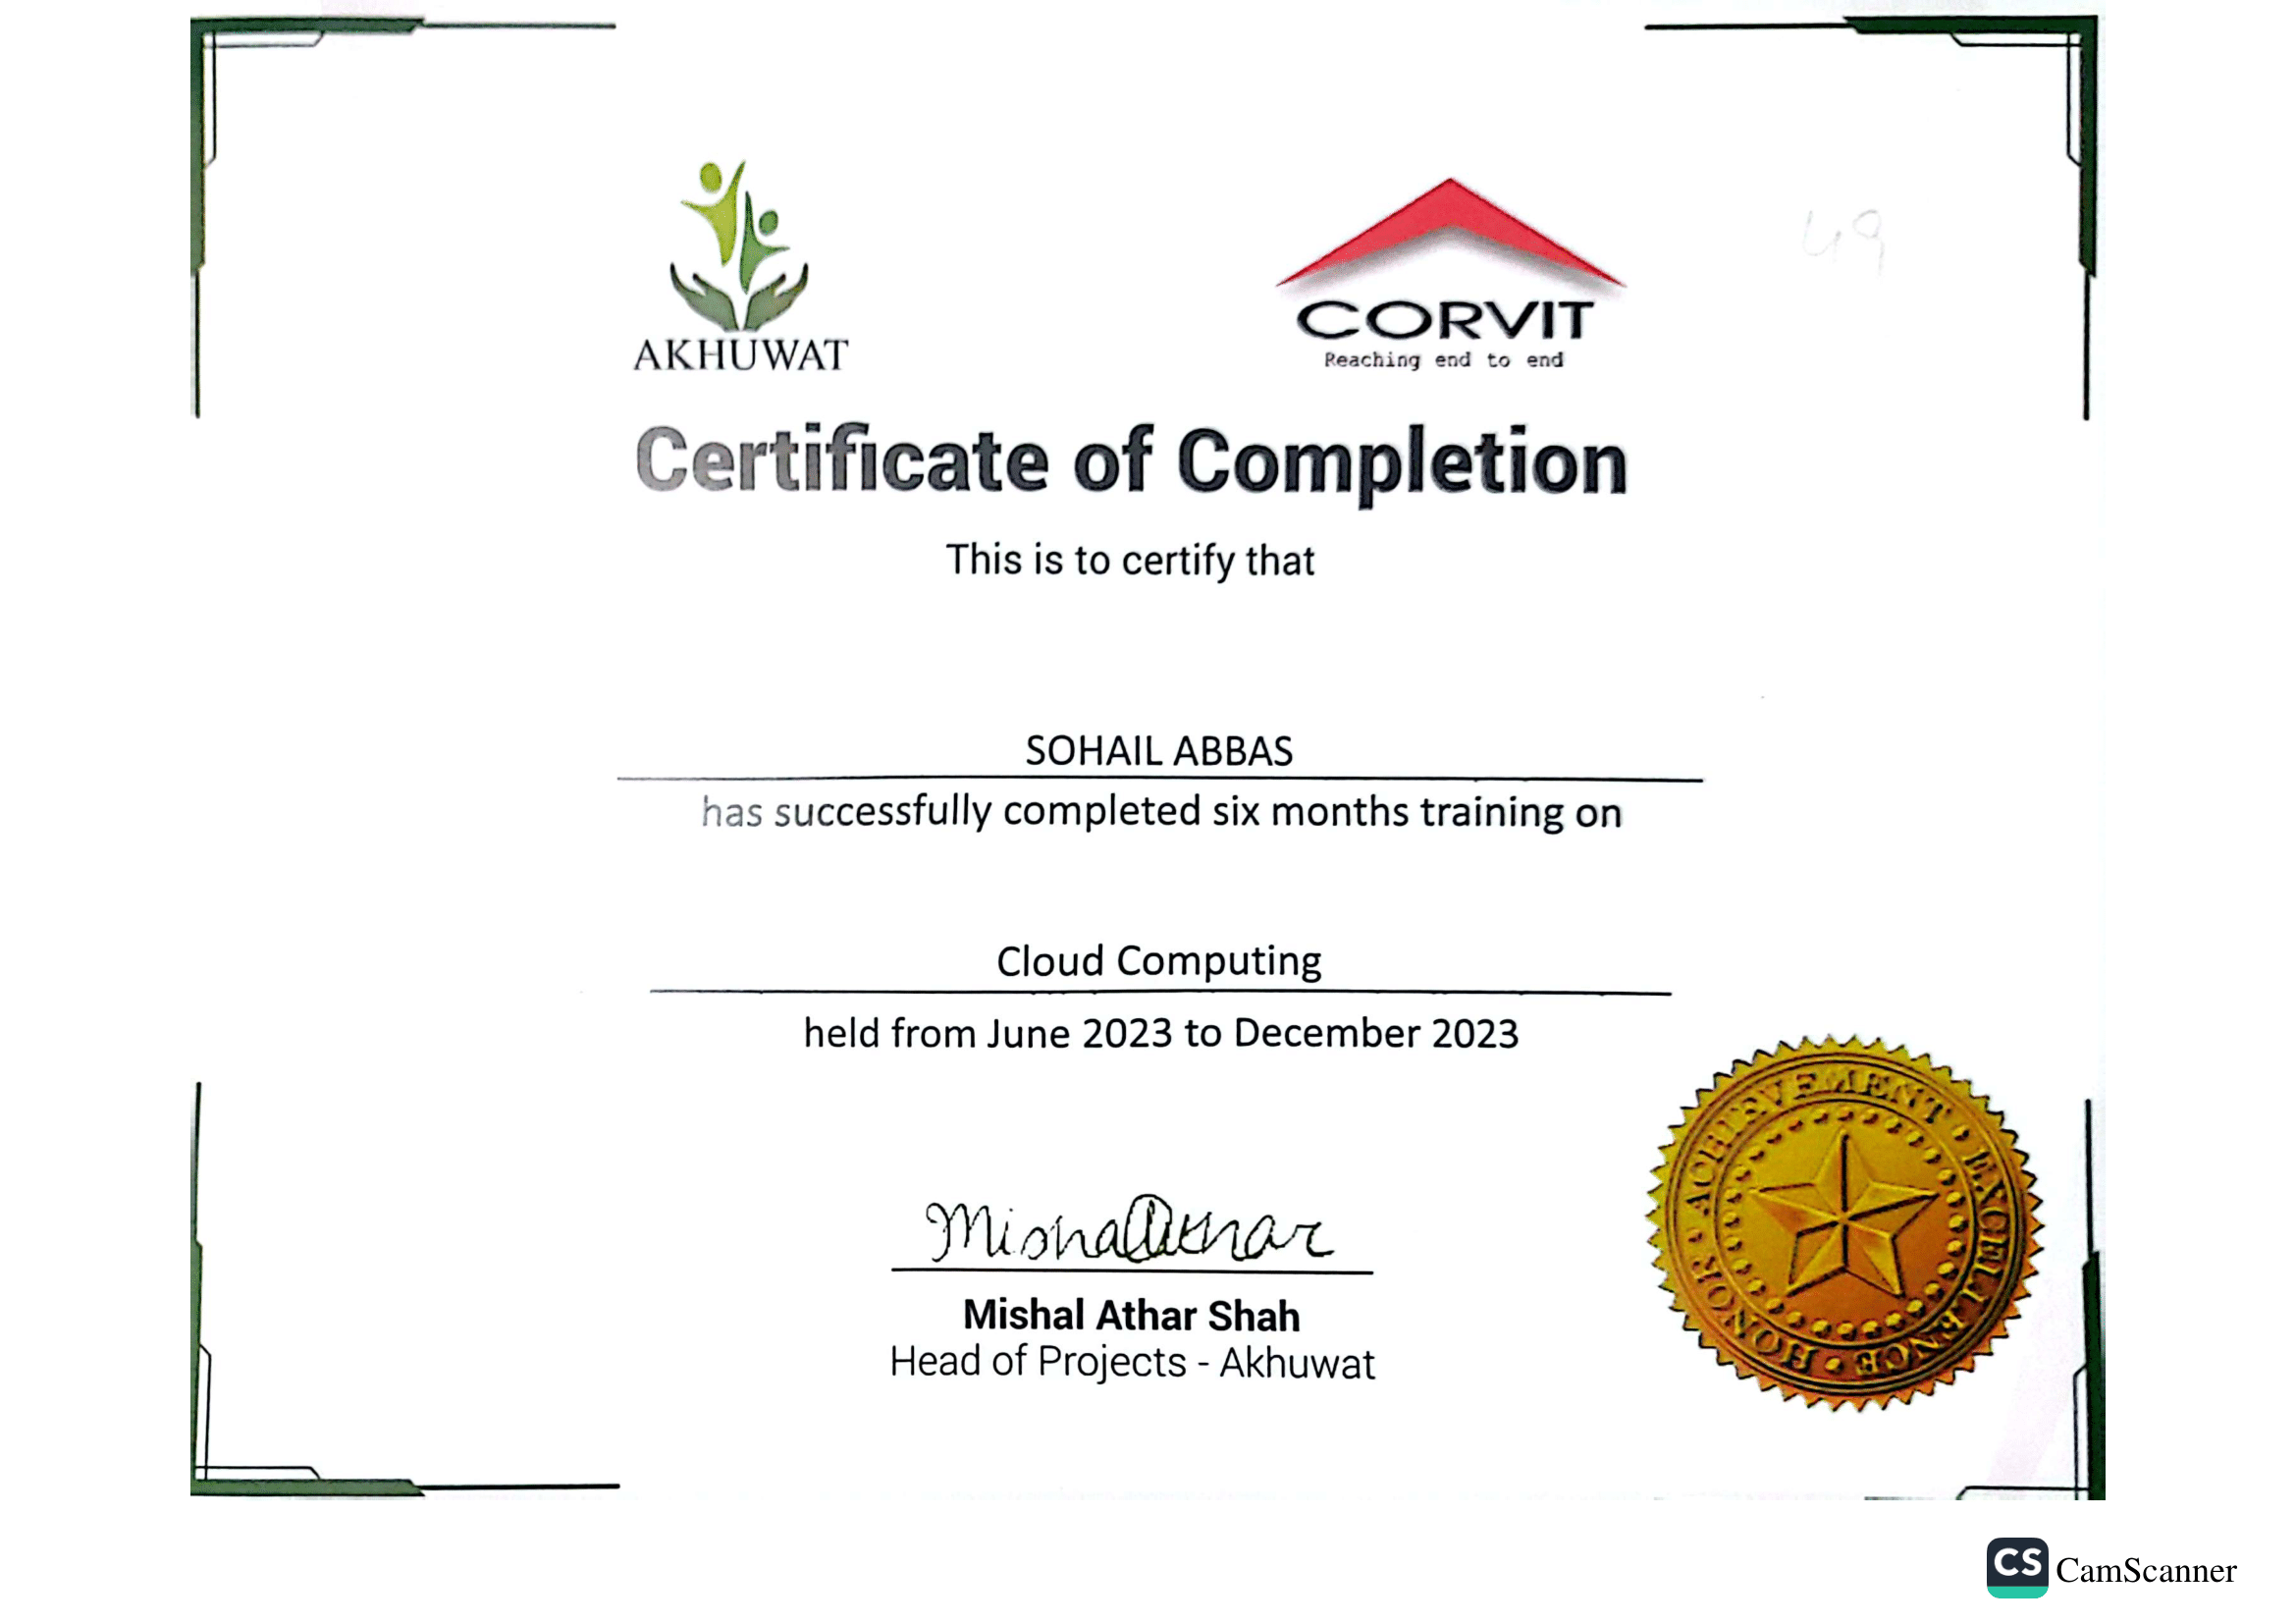 49
AKHUWAT
CORVIT
Reaching end to end
Certificate of Completion
This is to certify that
SOHAIL ABBAS
has successfully completed six months training on
Cloud Computing
held from June 2023 to December 2023
Mishal Athar
Mishal Athar Shah
Head of Projects - Akhuwat
HONOR • ACHIEVEMENT • EXCELLENCE •
CS CamScanner